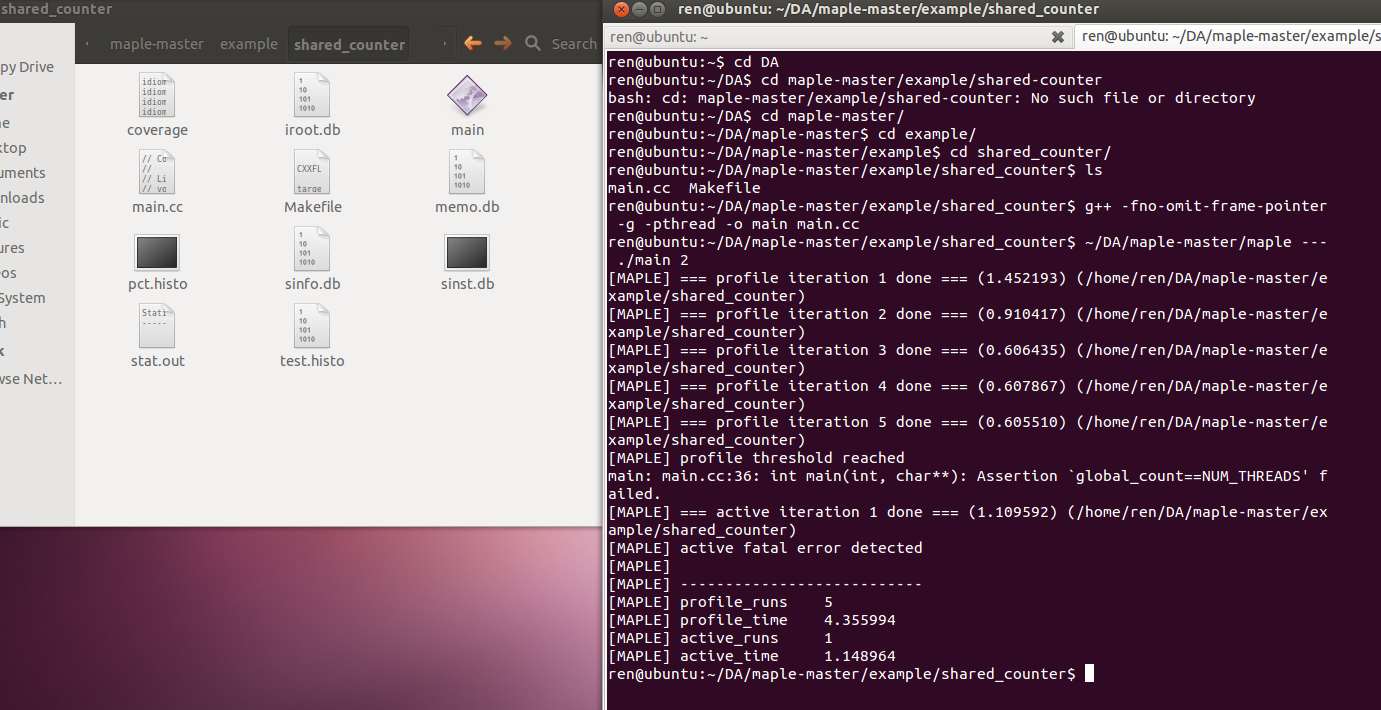 shared_counter
maple-master example shared_counter Search
py Drive
er
ne
ktop
uments
nloads
ic
ures
eos
System
h
k
wse Net…
idiom
idiom
idiom
idiom
coverage
1
10
101
1010
iroot.db
main
// Co
//
// Li
// vo
main.cc
CXXFL
targe
Makefile
1
10
101
1010
memo.db
pct.histo
1
10
101
1010
sinfo.db
sinst.db
Stati
-----
stat.out
1
10
101
1010
test.histo
ren@ubuntu: ~/DA/maple-master/example/shared_counter
ren@ubuntu: ~
ren@ubuntu: ~/DA/maple-master/example/s
ren@ubuntu:~$ cd DA
ren@ubuntu:~/DA$ cd maple-master/example/shared-counter
bash: cd: maple-master/example/shared-counter: No such file or directory
ren@ubuntu:~/DA$ cd maple-master/
ren@ubuntu:~/DA/maple-master$ cd example/
ren@ubuntu:~/DA/maple-master/example$ cd shared_counter/
ren@ubuntu:~/DA/maple-master/example/shared_counter$ ls
main.cc  Makefile
ren@ubuntu:~/DA/maple-master/example/shared_counter$ g++ -fno-omit-frame-pointer
 -g -pthread -o main main.cc
ren@ubuntu:~/DA/maple-master/example/shared_counter$ ~/DA/maple-master/maple ---
 ./main 2
[MAPLE] === profile iteration 1 done === (1.452193) (/home/ren/DA/maple-master/e
xample/shared_counter)
[MAPLE] === profile iteration 2 done === (0.910417) (/home/ren/DA/maple-master/e
xample/shared_counter)
[MAPLE] === profile iteration 3 done === (0.606435) (/home/ren/DA/maple-master/e
xample/shared_counter)
[MAPLE] === profile iteration 4 done === (0.607867) (/home/ren/DA/maple-master/e
xample/shared_counter)
[MAPLE] === profile iteration 5 done === (0.605510) (/home/ren/DA/maple-master/e
xample/shared_counter)
[MAPLE] profile threshold reached
main: main.cc:36: int main(int, char**): Assertion `global_count==NUM_THREADS' f
ailed.
[MAPLE] === active iteration 1 done === (1.109592) (/home/ren/DA/maple-master/ex
ample/shared_counter)
[MAPLE] active fatal error detected
[MAPLE]
[MAPLE] ---------------------------
[MAPLE] profile_runs    5
[MAPLE] profile_time    4.355994
[MAPLE] active_runs     1
[MAPLE] active_time     1.148964
ren@ubuntu:~/DA/maple-master/example/shared_counter$